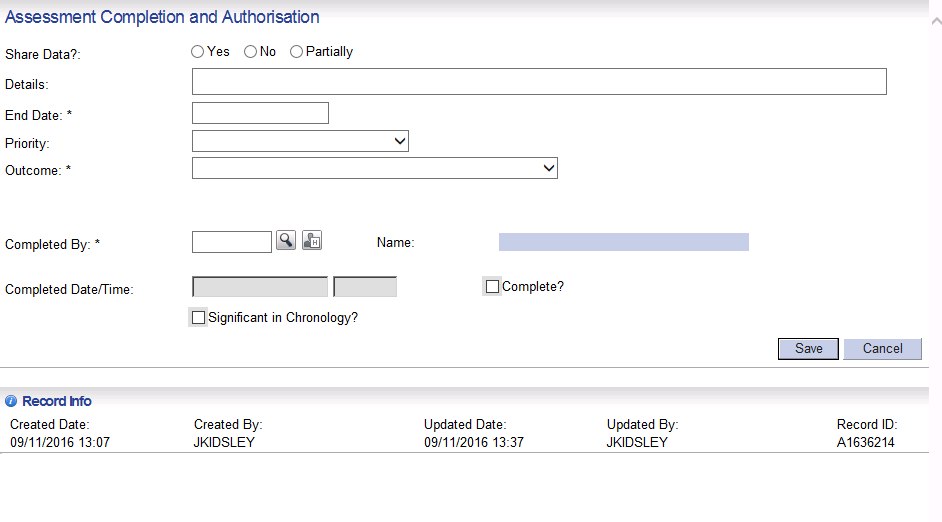 Assessment Completion and Authorisation
Share Data?: Yes No Partially
Details:
End Date: *
Priority:
Outcome: *
Completed By: * H Name:
Completed Date/Time: Complete?
Significant in Chronology?
Save Cancel
i Record Info
Created Date: Created By: Updated Date: Updated By: Record ID:
09/11/2016 13:07 JKIDSLEY 09/11/2016 13:37 JKIDSLEY A1636214